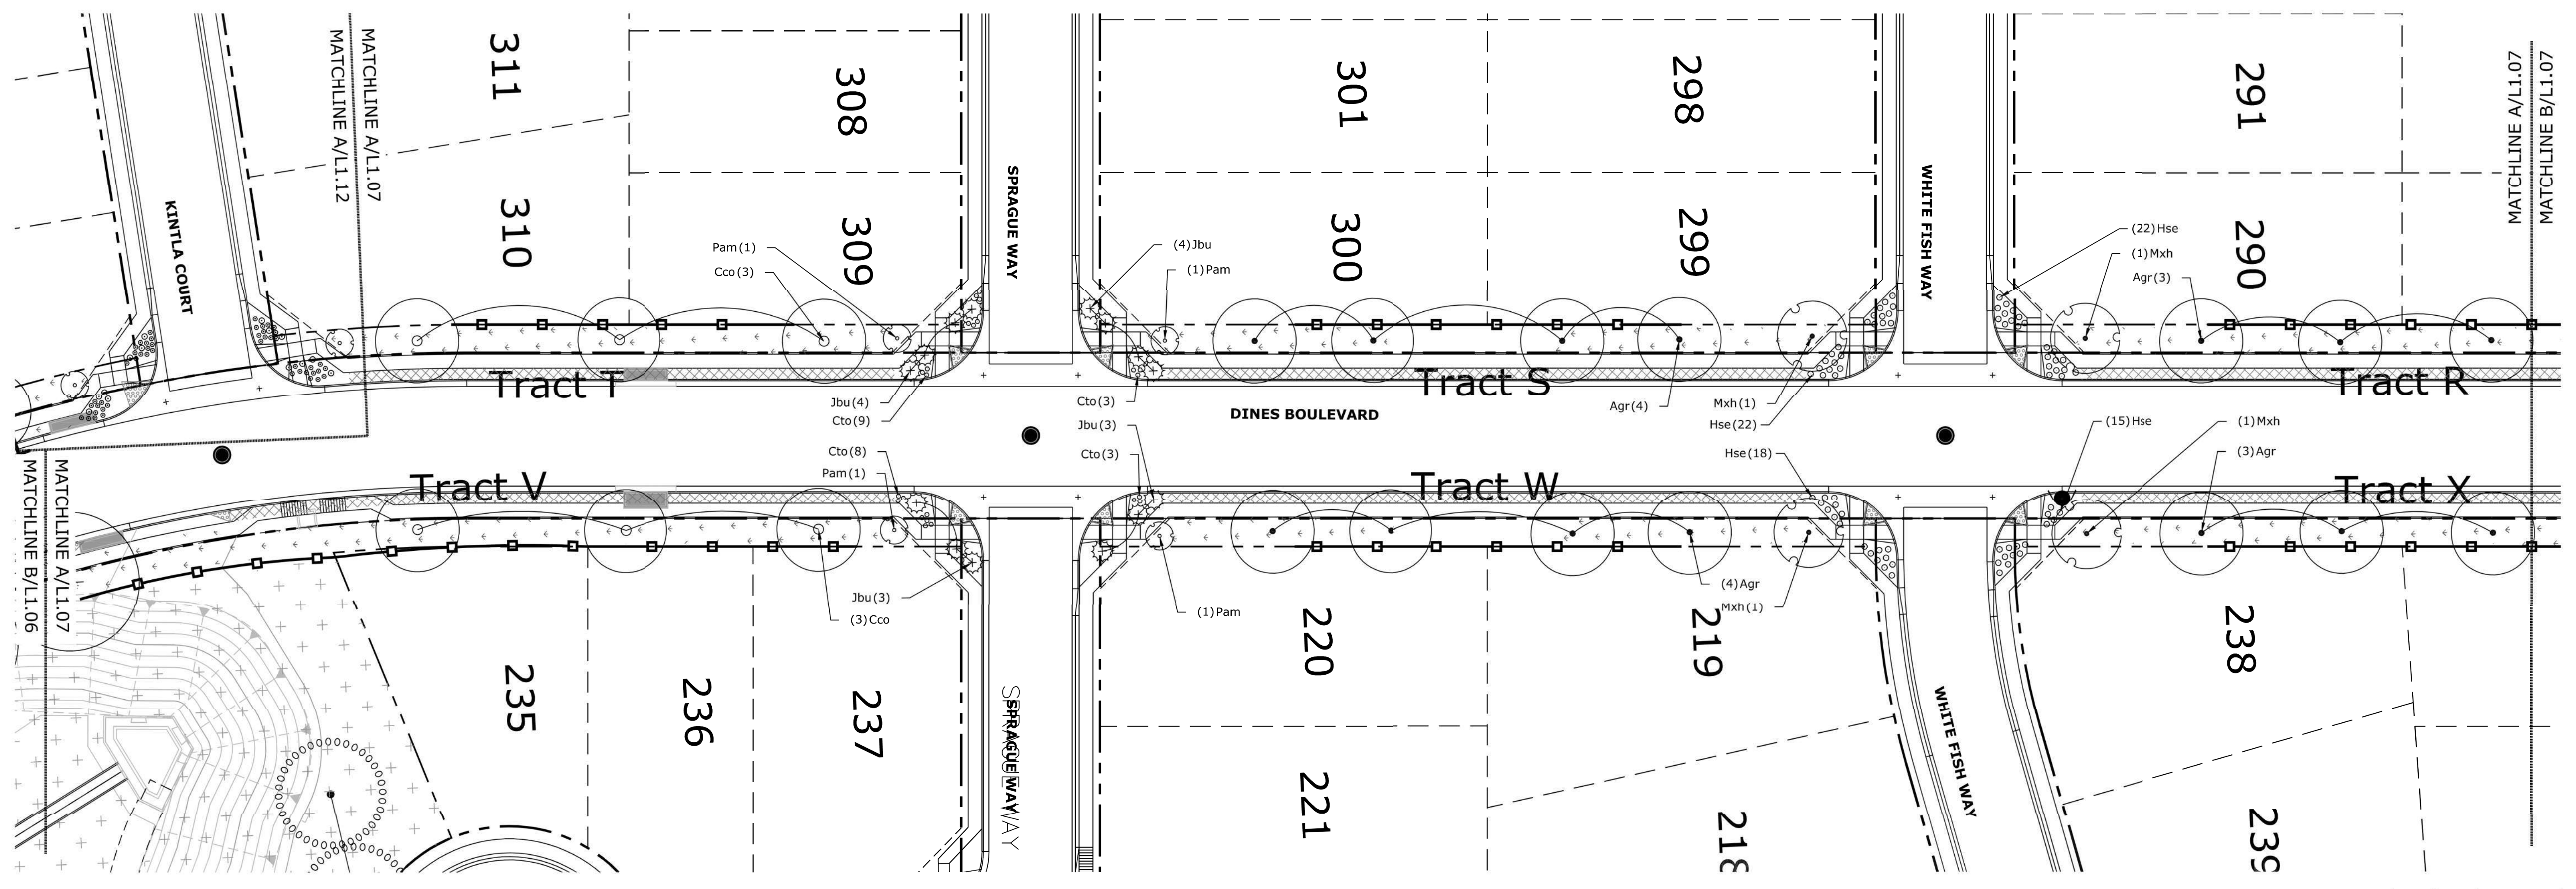 MATCHLINE A/L1.12
MATCHLINE A/L1.07
311
308
301
298
291
MATCHLINE A/L1.07
MATCHLINE B/L1.07
KINTLA COURT
310
309
SPRAGUE WAY
300
299
WHITE FISH WAY
290
Pam(1)
Cco(3)
(4)Jbu
(1)Pam
(22)Hse
(1)Mxh
Agr(3)
Tract T
Tract S
Tract R
Jbu(4)
Cto(9)
Cto(3)
DINES BOULEVARD
Agr(4)
Mxh(1)
Hse(22)
Jbu(3)
Cto(3)
Cto(8)
Pam(1)
Hse(18)
(15)Hse
(1)Mxh
(3)Agr
MATCHLINE B/L1.06
MATCHLINE A/L1.07
Tract V
Tract W
Tract X
Jbu(3)
(3)Cco
(1)Pam
(4)Agr
Mxh(1)
235
236
237
SPRAGUE WAY
SPRAGUE WAY
220
219
238
WHITE FISH WAY
221
218
239